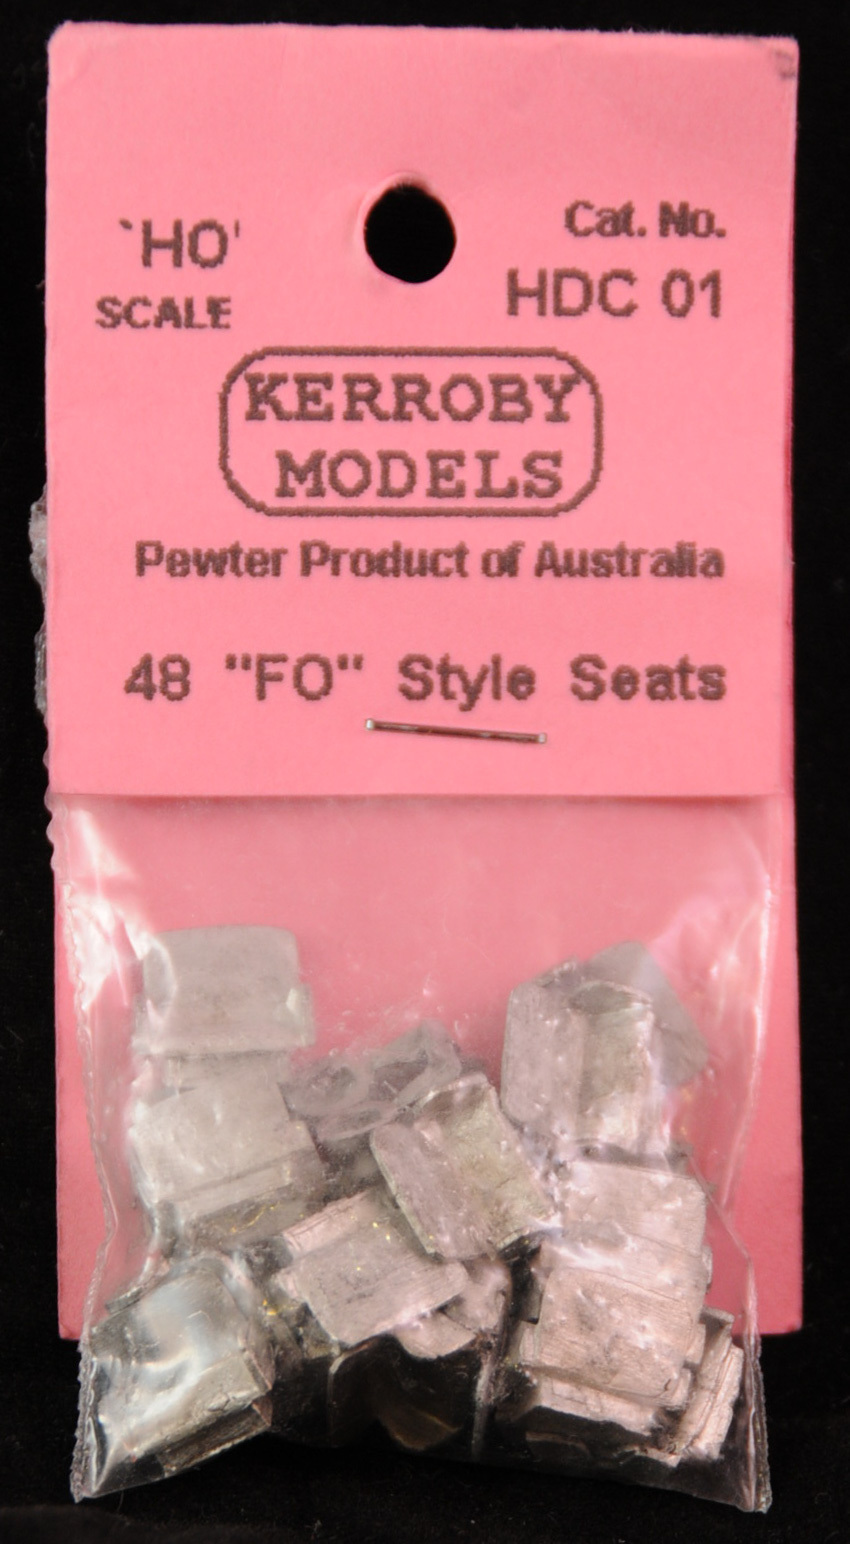 `HO'
SCALE
Cat. No.
HDC 01
KERROBY
MODELS
Pewter Product of Australia
48 "FO" Style Seats